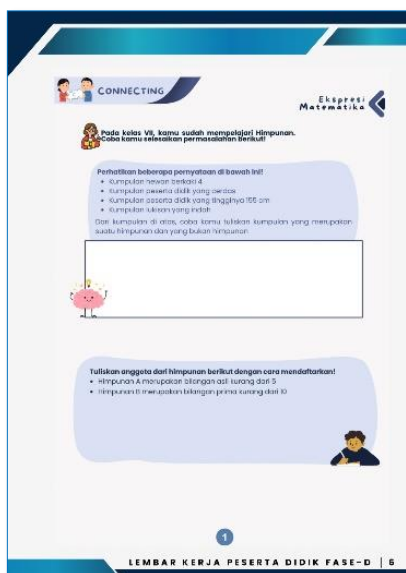 CONNECTING
Ekspresi
Matematika
Pada kelas VII, kamu sudah mempelajari Himpunan.
Coba kamu selesaikan permasalahan berikut!
Perhatikan beberapa pernyataan di bawah ini!
• Kumpulan hewan berkaki 4
• Kumpulan peserta didik yang cerdas
• Kumpulan peserta didik yang tingginya 155 cm
• Kumpulan lukisan yang indah
Dari kumpulan di atas, coba kamu tuliskan kumpulan yang merupakan
suatu himpunan dan yang bukan himpunan
Tuliskan anggota dari himpunan berikut dengan cara mendaftarkan!
• Himpunan A merupakan bilangan asli kurang dari 5
• Himpunan B merupakan bilangan prima kurang dari 10
1
LEMBAR KERJA PESERTA DIDIK FASE-D | 6